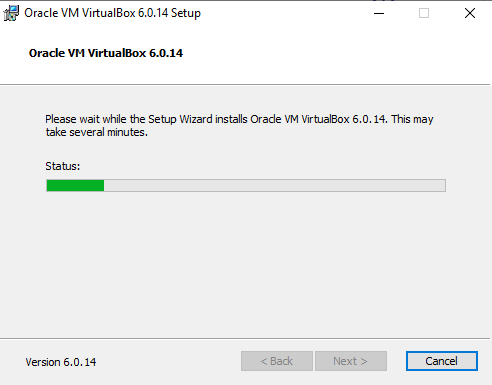 Oracle VM VirtualBox 6.0.14 Setup
Oracle VM VirtualBox 6.0.14
Please wait while the Setup Wizard installs Oracle VM VirtualBox 6.0.14. This may
take several minutes.
Status:
Version 6.0.14
< Back
Next >
Cancel